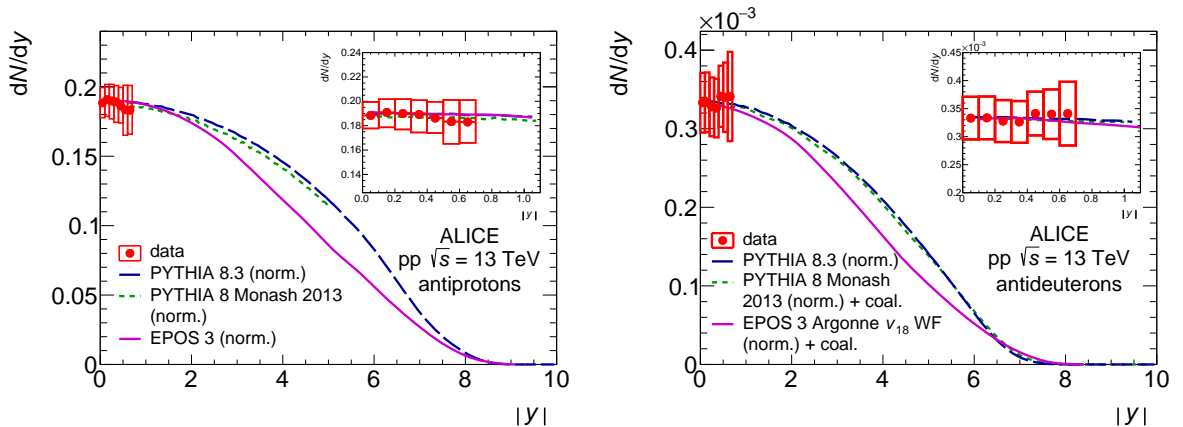 dN/dy
0.2
0.15
0.1
0.05
0
0 2 4 6 8 10
|y|
dN/dy
0.24
0.22
0.20
0.18
0.16
0.14
0.0 0.2 0.4 0.6 0.8 1.0
|y|
ALICE
pp √s = 13 TeV
antiprotons
data
PYTHIA 8.3 (norm.)
PYTHIA 8 Monash 2013
(norm.)
EPOS 3 (norm.)
×10⁻³
dN/dy
0.4
0.3
0.2
0.1
0
0 2 4 6 8 10
|y|
×10⁻³
dN/dy
0.45
0.4
0.35
0.3
0.25
0.2
0 0.2 0.4 0.6 0.8 1.0
|y|
ALICE
pp √s = 13 TeV
antideuterons
data
PYTHIA 8.3 (norm.)
PYTHIA 8 Monash
2013 (norm.) + coal.
EPOS 3 Argonne v₁₈ WF
(norm.) + coal.